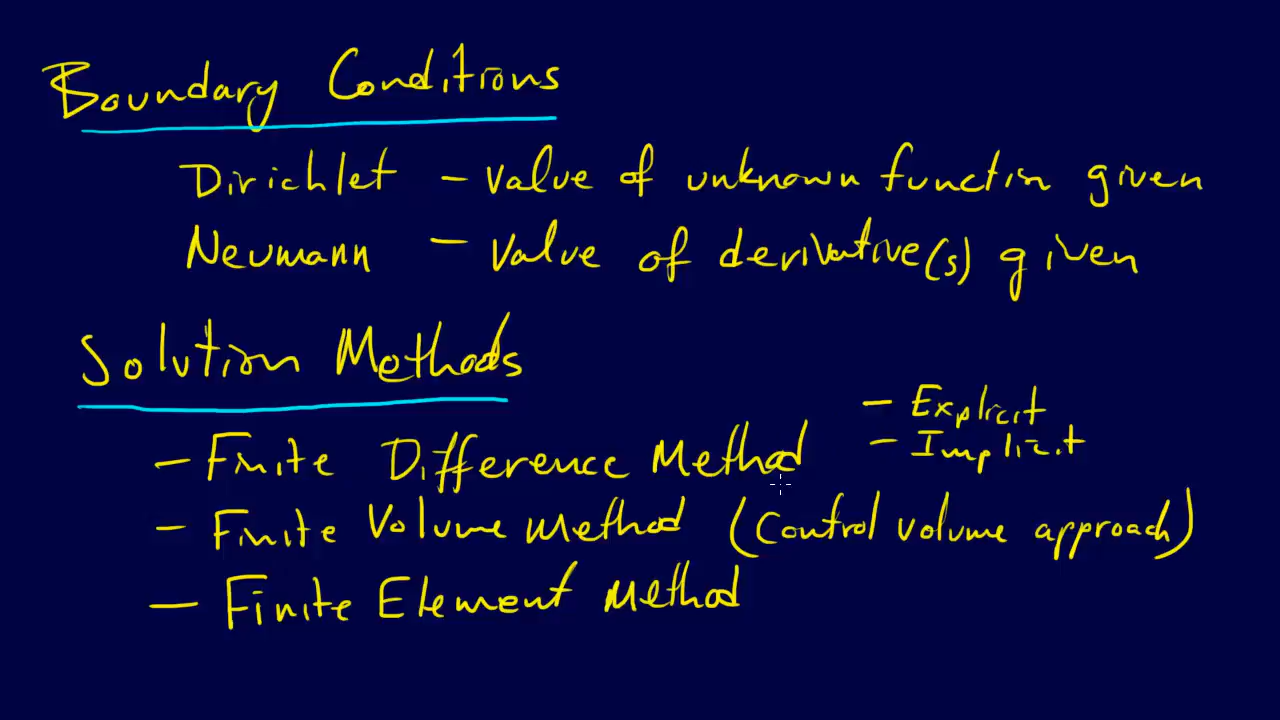 Boundary Conditions
Dirichlet - value of unknown function given
Neumann - value of derivative(s) given
Solution Methods
- Finite Difference Method
- Explicit
- Implicit
- Finite Volume Method (control volume approach)
- Finite Element Method